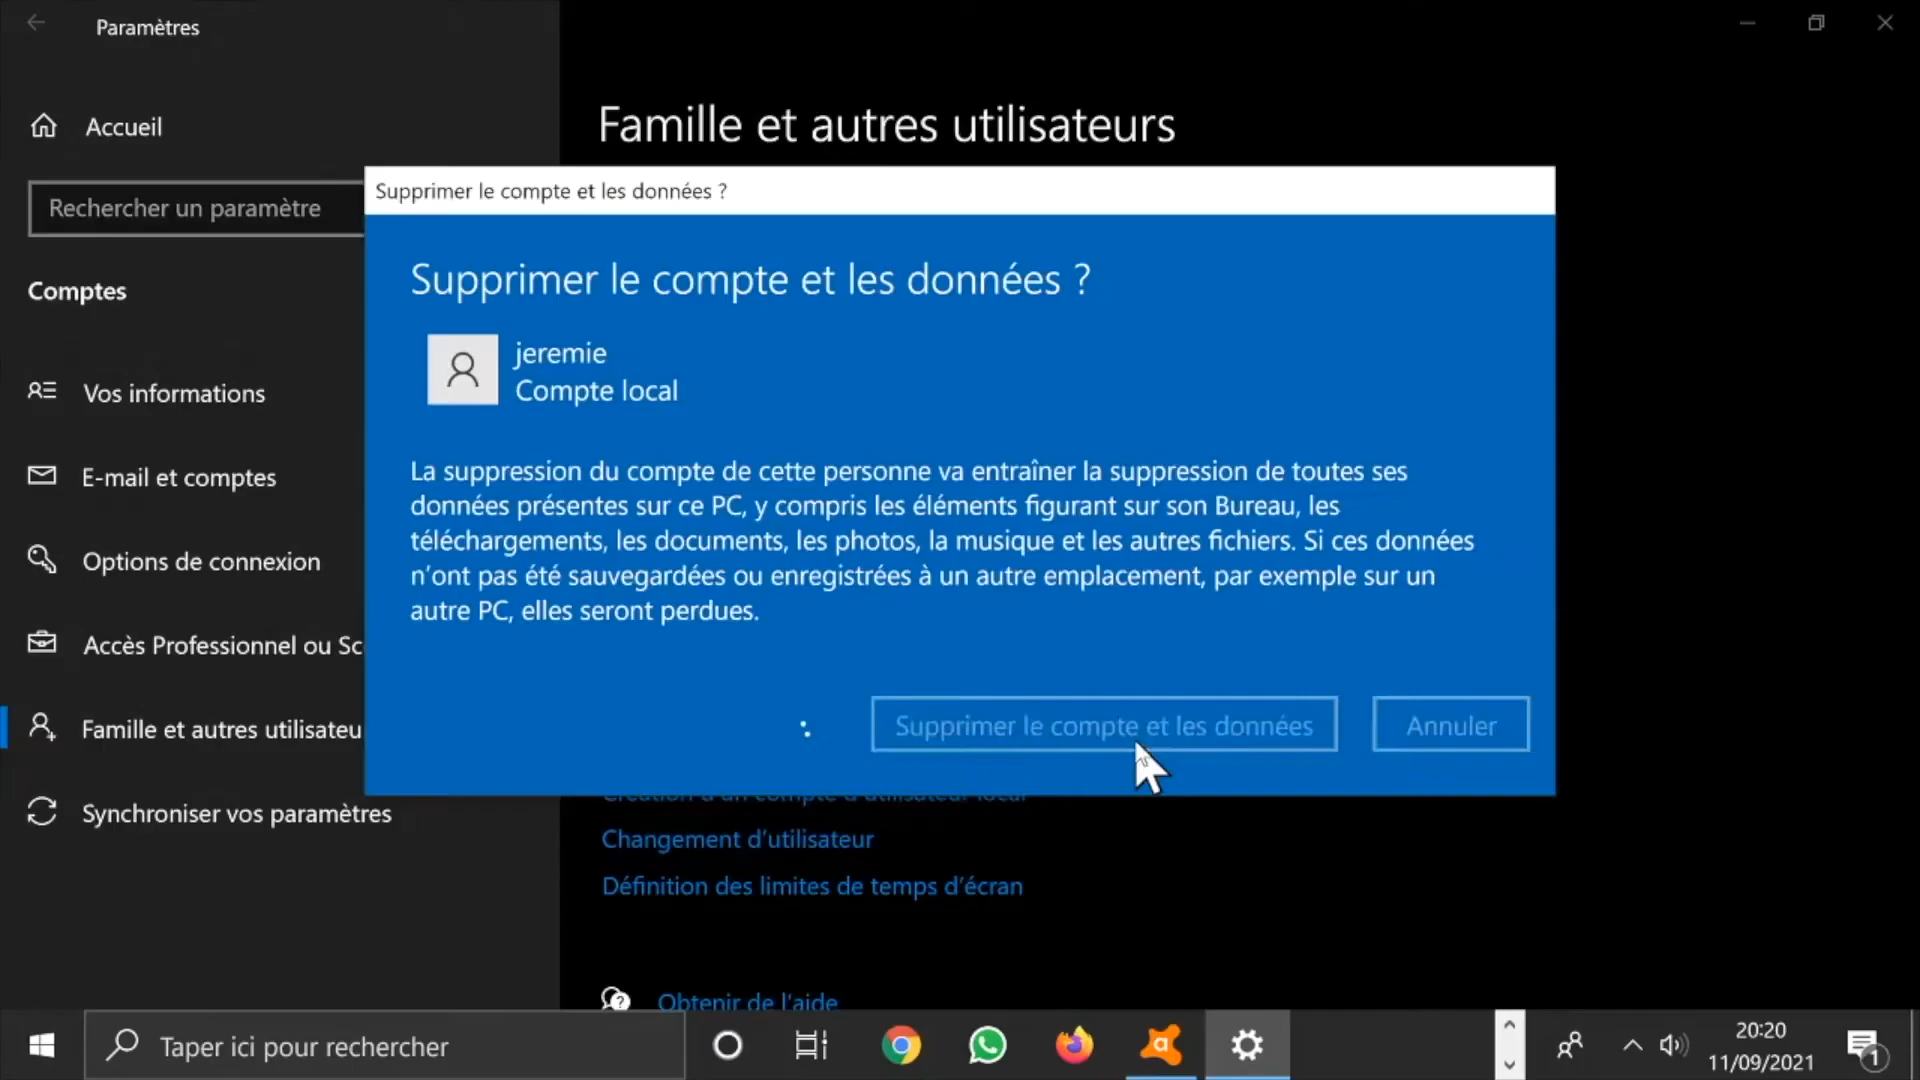 Paramètres
Accueil
Rechercher un paramètre
Comptes
Vos informations
E-mail et comptes
Options de connexion
Accès Professionnel ou Sc
Famille et autres utilisateu
Synchroniser vos paramètres
Famille et autres utilisateurs
Supprimer le compte et les données ?
Supprimer le compte et les données ?
jeremie
Compte local
La suppression du compte de cette personne va entraîner la suppression de toutes ses
données présentes sur ce PC, y compris les éléments figurant sur son Bureau, les
téléchargements, les documents, les photos, la musique et les autres fichiers. Si ces données
n'ont pas été sauvegardées ou enregistrées à un autre emplacement, par exemple sur un
autre PC, elles seront perdues.
Supprimer le compte et les données
Annuler
Création d'un compte d'utilisateur local
Changement d'utilisateur
Définition des limites de temps d'écran
Obtenir de l'aide
Taper ici pour rechercher
20:20
11/09/2021
1